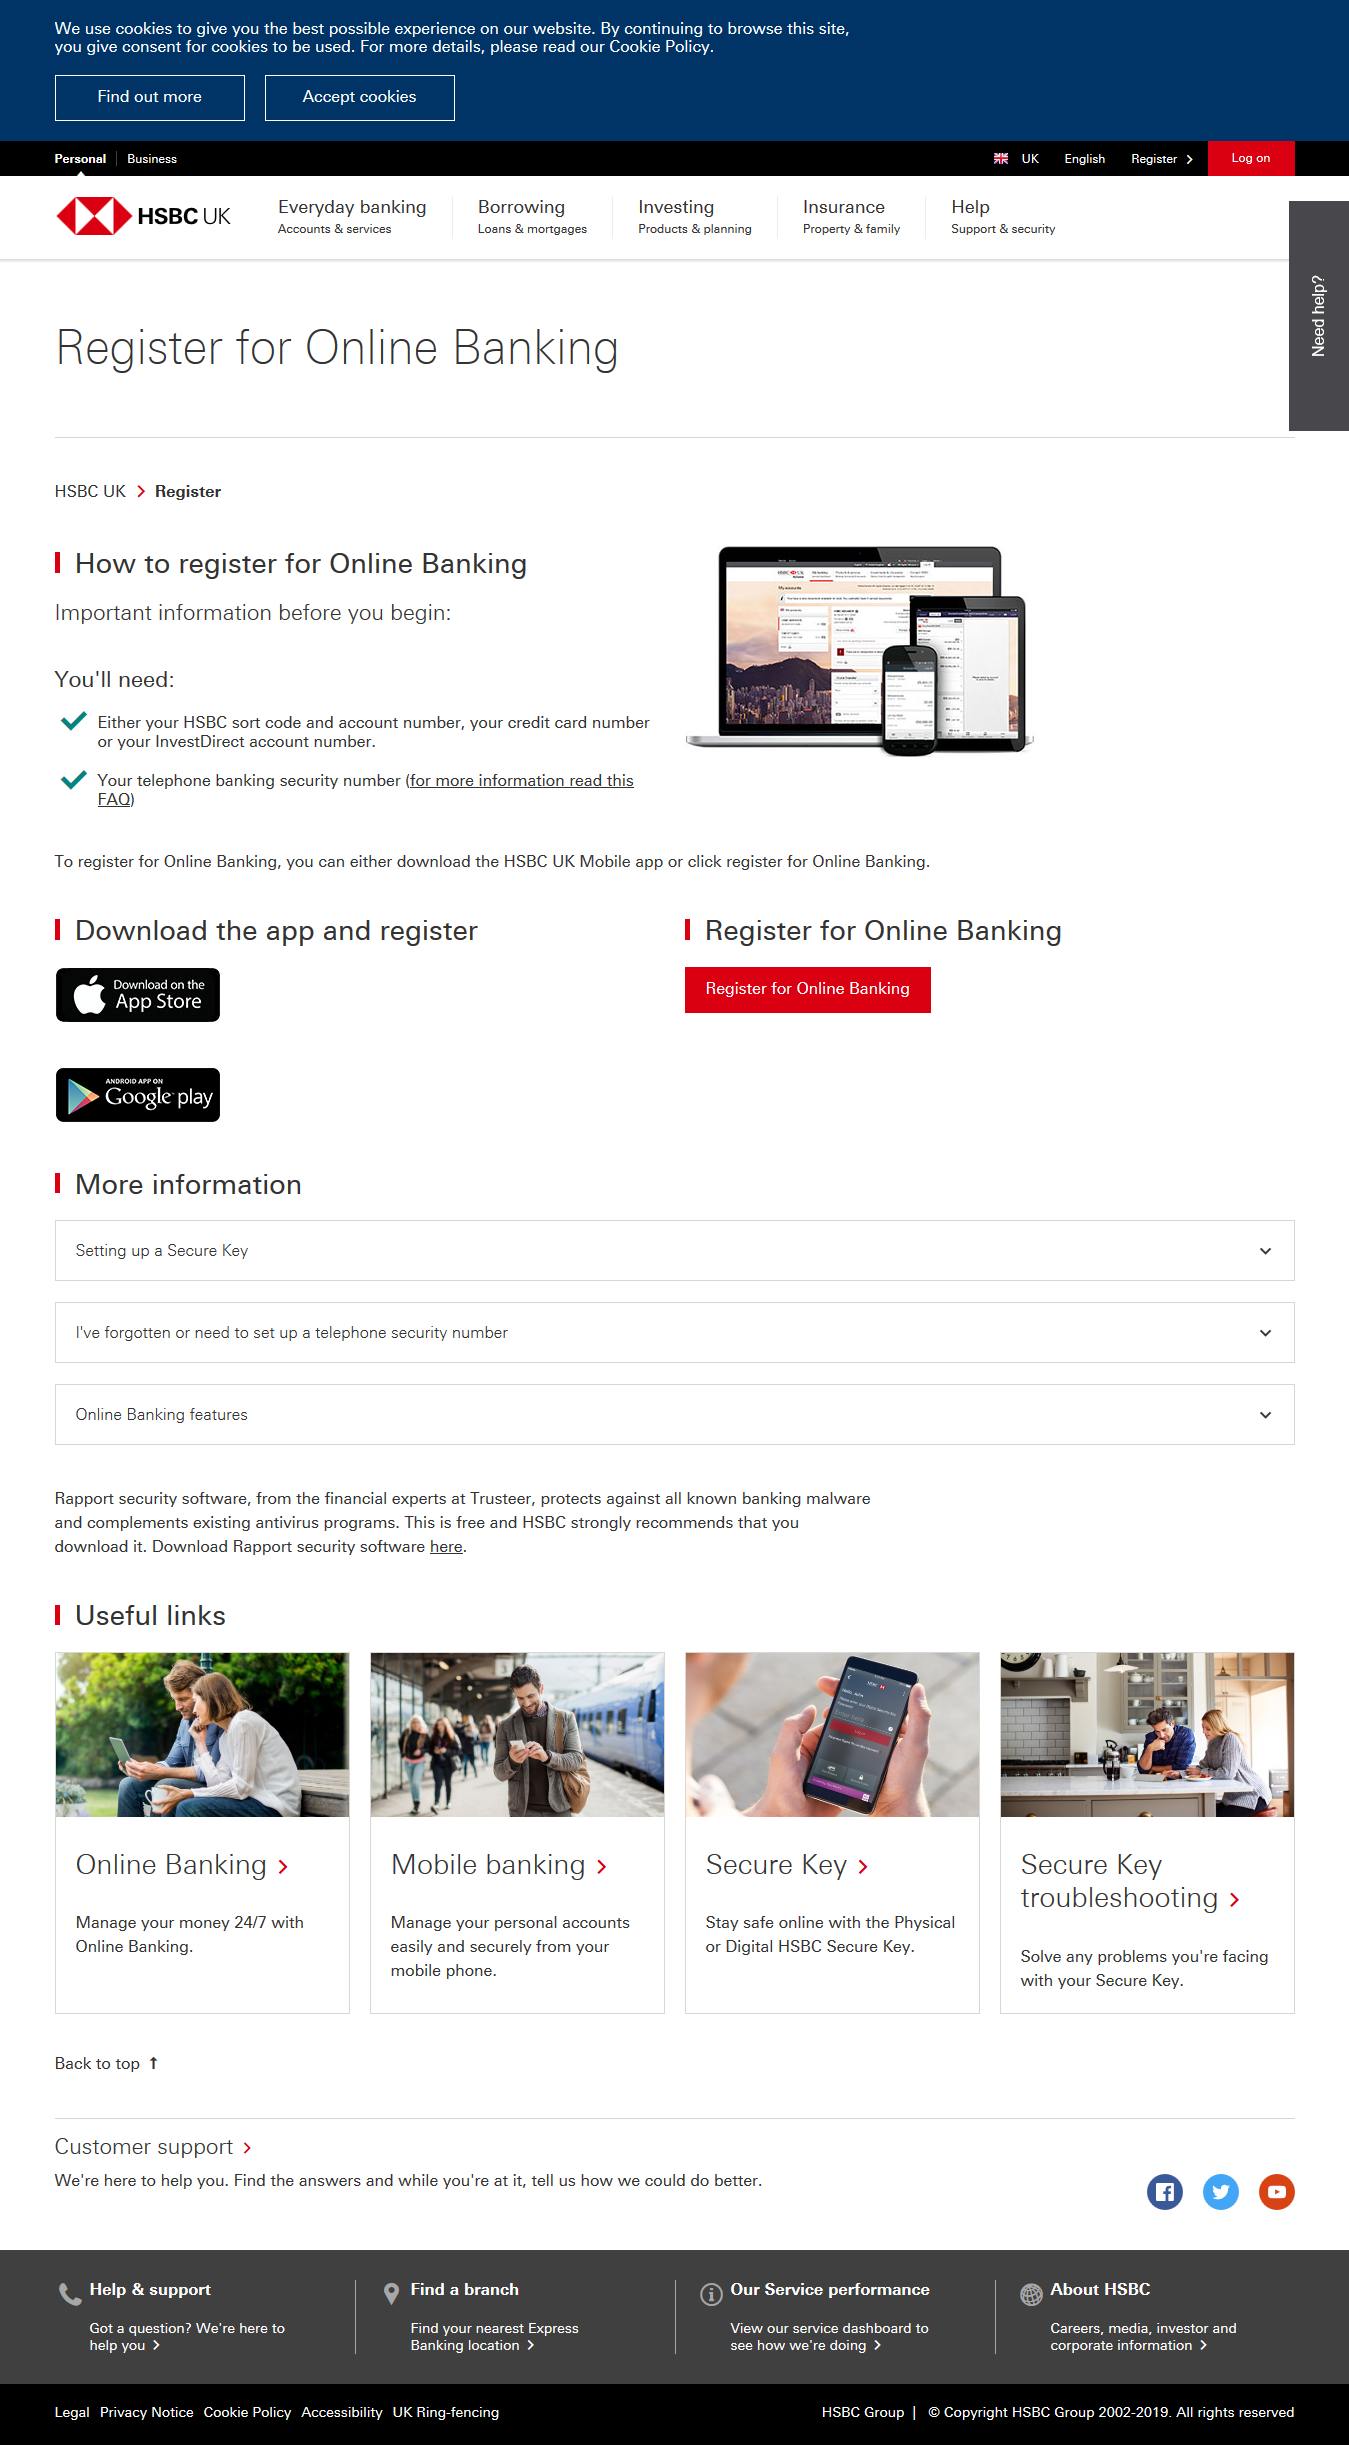 We use cookies to give you the best possible experience on our website. By continuing to browse this site,
you give consent for cookies to be used. For more details, please read our Cookie Policy.
Find out more
Accept cookies
Personal
Business
UK
English
Register
Log on
HSBC UK
Everyday banking
Accounts & services
Borrowing
Loans & mortgages
Investing
Products & planning
Insurance
Property & family
Help
Support & security
Need help?
Register for Online Banking
HSBC UK
Register
How to register for Online Banking
Important information before you begin:
You'll need:
Either your HSBC sort code and account number, your credit card number
or your InvestDirect account number.
Your telephone banking security number (for more information read this
FAQ)
To register for Online Banking, you can either download the HSBC UK Mobile app or click register for Online Banking.
Download the app and register
Download on the
App Store
ANDROID APP ON
Google play
Register for Online Banking
Register for Online Banking
More information
Setting up a Secure Key
I've forgotten or need to set up a telephone security number
Online Banking features
Rapport security software, from the financial experts at Trusteer, protects against all known banking malware
and complements existing antivirus programs. This is free and HSBC strongly recommends that you
download it. Download Rapport security software here.
Useful links
Online Banking
Manage your money 24/7 with
Online Banking.
Mobile banking
Manage your personal accounts
easily and securely from your
mobile phone.
Secure Key
Stay safe online with the Physical
or Digital HSBC Secure Key.
Secure Key
troubleshooting
Solve any problems you're facing
with your Secure Key.
Back to top
Customer support
We're here to help you. Find the answers and while you're at it, tell us how we could do better.
Help & support
Got a question? We're here to
help you
Find a branch
Find your nearest Express
Banking location
Our Service performance
View our service dashboard to
see how we're doing
About HSBC
Careers, media, investor and
corporate information
Legal Privacy Notice Cookie Policy Accessibility UK Ring-fencing
HSBC Group | © Copyright HSBC Group 2002-2019. All rights reserved